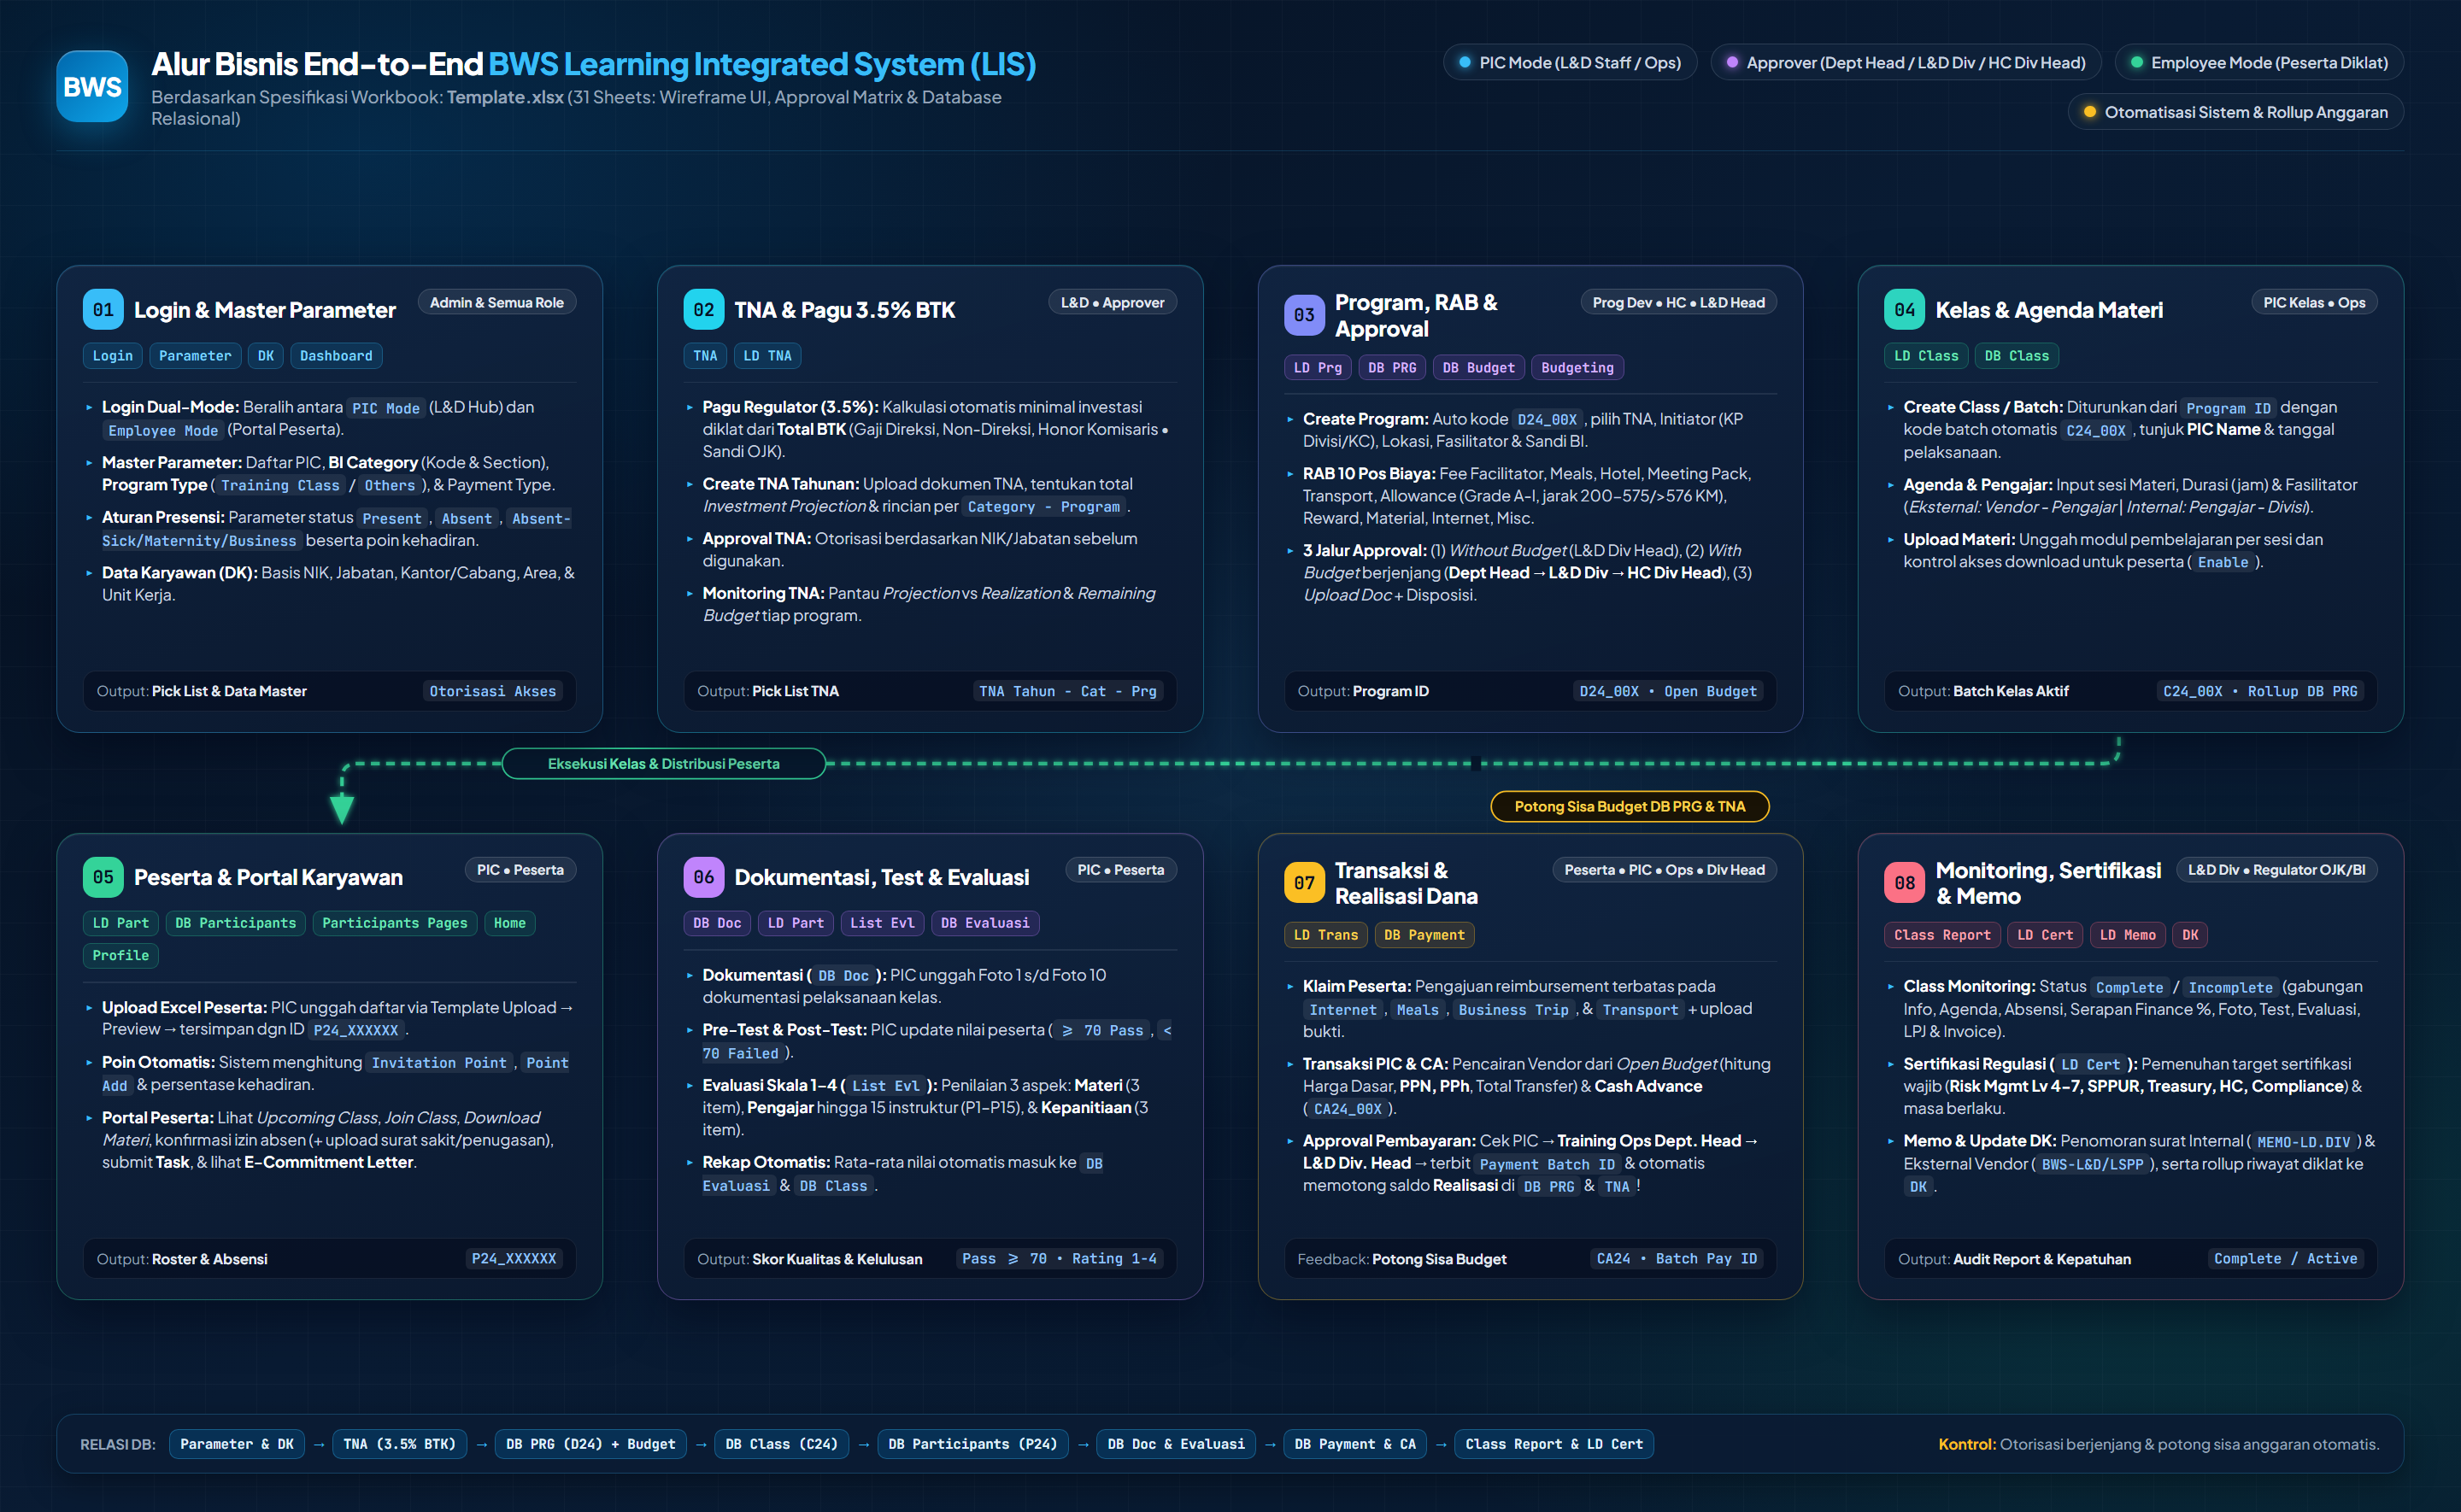 BWS
Alur Bisnis End-to-End BWS Learning Integrated System (LIS)
Berdasarkan Spesifikasi Workbook: Template.xlsx (31 Sheets: Wireframe UI, Approval Matrix & Database
Relasional)
PIC Mode (L&D Staff / Ops)
Approver (Dept Head / L&D Div / HC Div Head)
Employee Mode (Peserta Diklat)
Otomatisasi Sistem & Rollup Anggaran
01 Login & Master Parameter
Admin & Semua Role
Login Parameter DK Dashboard
▸ Login Dual-Mode: Beralih antara PIC Mode (L&D Hub) dan
Employee Mode (Portal Peserta).
▸ Master Parameter: Daftar PIC, BI Category (Kode & Section),
Program Type ( Training Class / Others ), & Payment Type.
▸ Aturan Presensi: Parameter status Present , Absent , Absent-
Sick/Maternity/Business beserta poin kehadiran.
▸ Data Karyawan (DK): Basis NIK, Jabatan, Kantor/Cabang, Area, &
Unit Kerja.
Output: Pick List & Data Master Otorisasi Akses
02 TNA & Pagu 3.5% BTK
L&D • Approver
TNA LD TNA
▸ Pagu Regulator (3.5%): Kalkulasi otomatis minimal investasi
diklat dari Total BTK (Gaji Direksi, Non-Direksi, Honor Komisaris •
Sandi OJK).
▸ Create TNA Tahunan: Upload dokumen TNA, tentukan total
Investment Projection & rincian per Category - Program .
▸ Approval TNA: Otorisasi berdasarkan NIK/Jabatan sebelum
digunakan.
▸ Monitoring TNA: Pantau Projection vs Realization & Remaining
Budget tiap program.
Output: Pick List TNA TNA Tahun - Cat - Prg
03 Program, RAB &
Approval
Prog Dev • HC • L&D Head
LD Prg DB PRG DB Budget Budgeting
▸ Create Program: Auto kode D24_00X , pilih TNA, Initiator (KP
Divisi/KC), Lokasi, Fasilitator & Sandi BI.
▸ RAB 10 Pos Biaya: Fee Facilitator, Meals, Hotel, Meeting Pack,
Transport, Allowance (Grade A-I, jarak 200-575/>576 KM),
Reward, Material, Internet, Misc.
▸ 3 Jalur Approval: (1) Without Budget (L&D Div Head), (2) With
Budget berjenjang (Dept Head → L&D Div → HC Div Head), (3)
Upload Doc + Disposisi.
Output: Program ID D24_00X • Open Budget
04 Kelas & Agenda Materi
PIC Kelas • Ops
LD Class DB Class
▸ Create Class / Batch: Diturunkan dari Program ID dengan
kode batch otomatis C24_00X , tunjuk PIC Name & tanggal
pelaksanaan.
▸ Agenda & Pengajar: Input sesi Materi, Durasi (jam) & Fasilitator
(Eksternal: Vendor - Pengajar | Internal: Pengajar - Divisi).
▸ Upload Materi: Unggah modul pembelajaran per sesi dan
kontrol akses download untuk peserta ( Enable ).
Output: Batch Kelas Aktif C24_00X • Rollup DB PRG
Eksekusi Kelas & Distribusi Peserta
Potong Sisa Budget DB PRG & TNA
05 Peserta & Portal Karyawan
PIC • Peserta
LD Part DB Participants Participants Pages Home
Profile
▸ Upload Excel Peserta: PIC unggah daftar via Template Upload →
Preview → tersimpan dgn ID P24_XXXXXX .
▸ Poin Otomatis: Sistem menghitung Invitation Point , Point
Add & persentase kehadiran.
▸ Portal Peserta: Lihat Upcoming Class, Join Class, Download
Materi, konfirmasi izin absen (+ upload surat sakit/penugasan),
submit Task, & lihat E-Commitment Letter.
Output: Roster & Absensi P24_XXXXXX
06 Dokumentasi, Test & Evaluasi
PIC • Peserta
DB Doc LD Part List Evl DB Evaluasi
▸ Dokumentasi ( DB Doc ): PIC unggah Foto 1 s/d Foto 10
dokumentasi pelaksanaan kelas.
▸ Pre-Test & Post-Test: PIC update nilai peserta ( ≥ 70 Pass , <
70 Failed ).
▸ Evaluasi Skala 1-4 ( List Evl ): Penilaian 3 aspek: Materi (3
item), Pengajar hingga 15 instruktur (P1-P15), & Kepanitiaan (3
item).
▸ Rekap Otomatis: Rata-rata nilai otomatis masuk ke DB
Evaluasi & DB Class .
Output: Skor Kualitas & Kelulusan Pass ≥ 70 • Rating 1-4
07 Transaksi &
Realisasi Dana
Peserta • PIC • Ops • Div Head
LD Trans DB Payment
▸ Klaim Peserta: Pengajuan reimbursement terbatas pada
Internet , Meals , Business Trip , & Transport + upload
bukti.
▸ Transaksi PIC & CA: Pencairan Vendor dari Open Budget (hitung
Harga Dasar, PPN, PPh, Total Transfer) & Cash Advance
( CA24_00X ).
▸ Approval Pembayaran: Cek PIC → Training Ops Dept. Head →
L&D Div. Head → terbit Payment Batch ID & otomatis
memotong saldo Realisasi di DB PRG & TNA !
Feedback: Potong Sisa Budget CA24 • Batch Pay ID
08 Monitoring, Sertifikasi
& Memo
L&D Div • Regulator OJK/BI
Class Report LD Cert LD Memo DK
▸ Class Monitoring: Status Complete / Incomplete (gabungan
Info, Agenda, Absensi, Serapan Finance %, Foto, Test, Evaluasi,
LPJ & Invoice).
▸ Sertifikasi Regulasi ( LD Cert ): Pemenuhan target sertifikasi
wajib (Risk Mgmt Lv 4-7, SPPUR, Treasury, HC, Compliance) &
masa berlaku.
▸ Memo & Update DK: Penomoran surat Internal ( MEMO-LD.DIV ) &
Eksternal Vendor ( BWS-L&D/LSPP ), serta rollup riwayat diklat ke
DK .
Output: Audit Report & Kepatuhan Complete / Active
RELASI DB: Parameter & DK → TNA (3.5% BTK) → DB PRG (D24) + Budget → DB Class (C24) → DB Participants (P24) → DB Doc & Evaluasi → DB Payment & CA → Class Report & LD Cert
Kontrol: Otorisasi berjenjang & potong sisa anggaran otomatis.